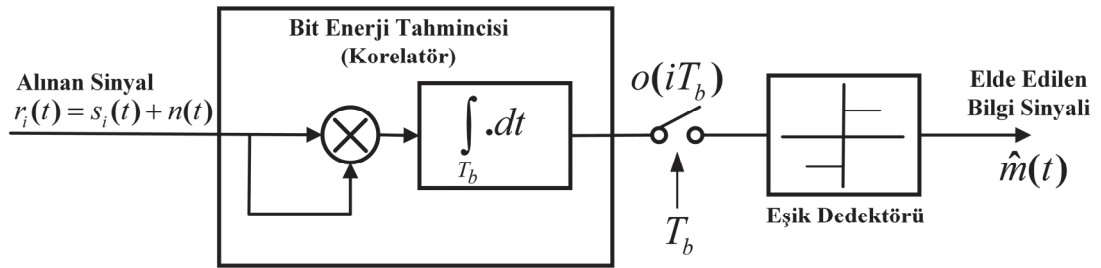 Bit Enerji Tahmincisi
(Korelatör)
Alınan Sinyal
r_i(t) = s_i(t) + n(t)
∫_{T_b} .dt
o(iT_b)
T_b
Eşik Dedektörü
Elde Edilen
Bilgi Sinyali
m̂(t)